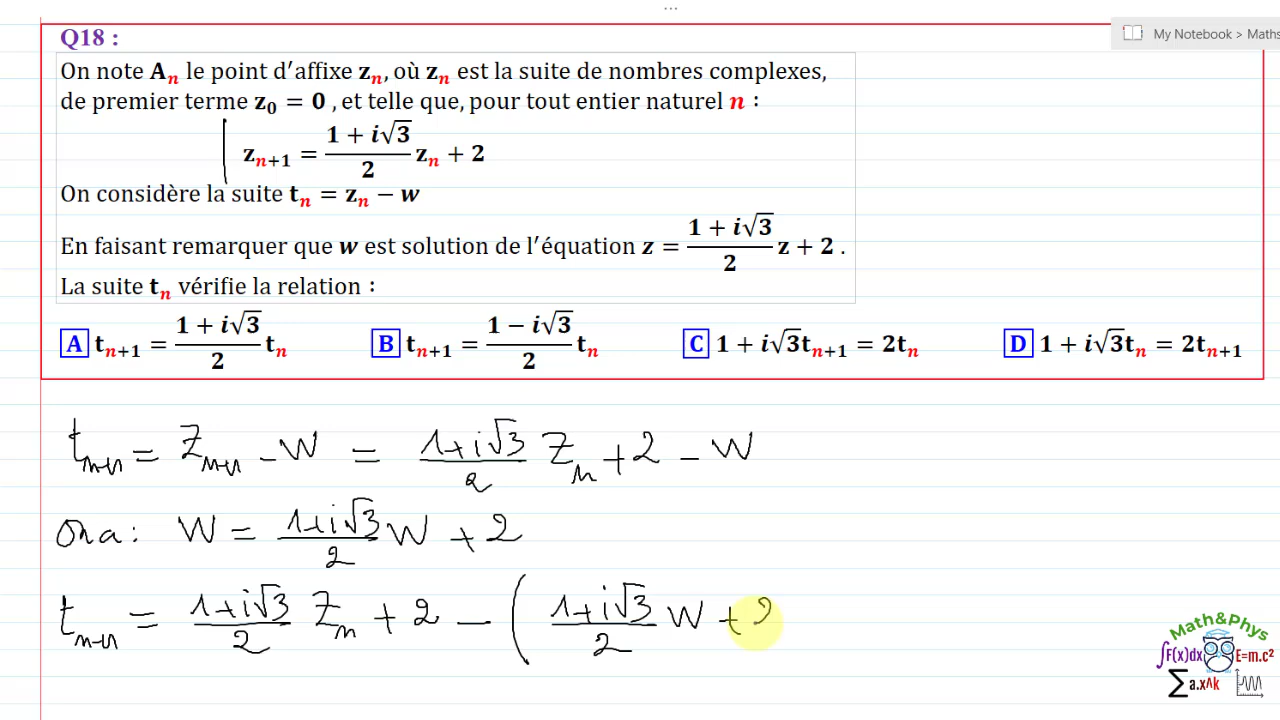 My Notebook > Maths
Q18 :
On note Aₙ le point d'affixe zₙ, où zₙ est la suite de nombres complexes,
de premier terme z₀ = 0 , et telle que, pour tout entier naturel n :
zₙ₊₁ = (1 + i√3)/2 zₙ + 2
On considère la suite tₙ = zₙ − w
En faisant remarquer que w est solution de l'équation z = (1 + i√3)/2 z + 2 .
La suite tₙ vérifie la relation :
A tₙ₊₁ = (1 + i√3)/2 tₙ B tₙ₊₁ = (1 − i√3)/2 tₙ C 1 + i√3tₙ₊₁ = 2tₙ D 1 + i√3tₙ = 2tₙ₊₁
tₙ₊₁ = Zₙ₊₁ − W = (1+i√3)/2 Zₙ + 2 − W
On a : W = (1+i√3)/2 W + 2
tₙ₊₁ = (1+i√3)/2 Zₙ + 2 − ( (1+i√3)/2 W + 2
Math&Phys
∫F(x)dx E=m.c²
∑a.x^k